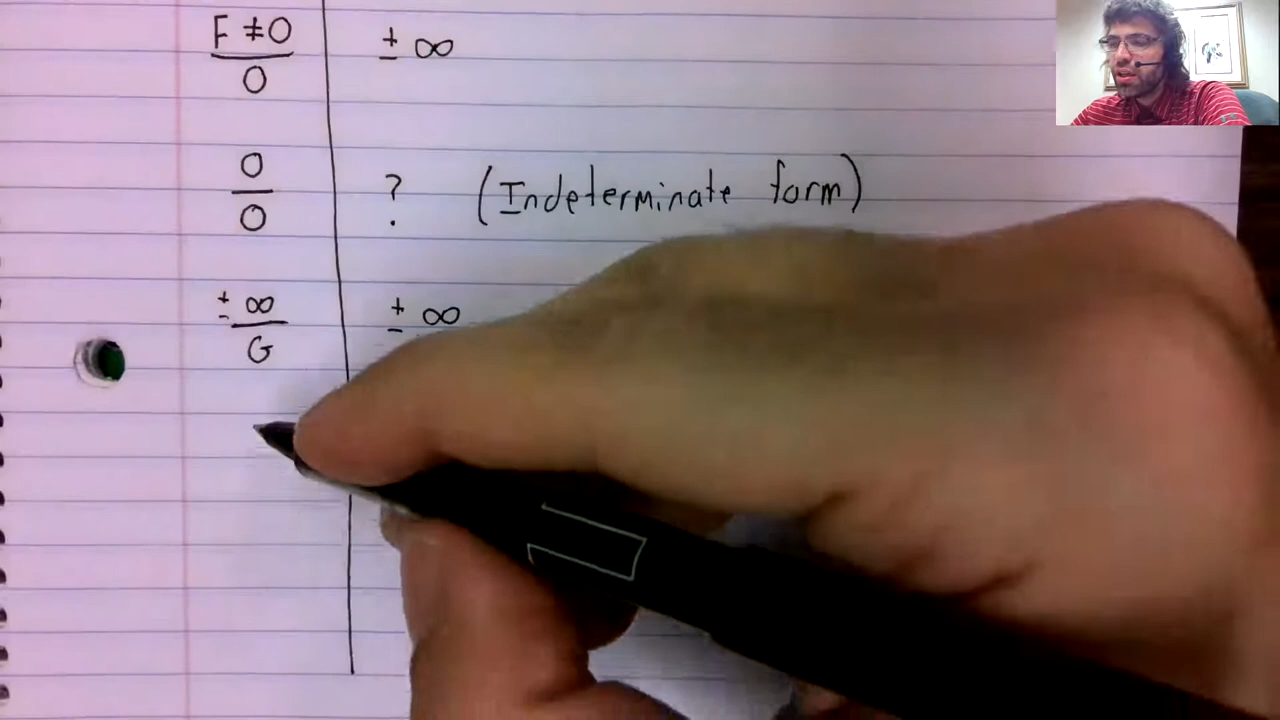 F ≠ 0 / 0 ± ∞
0 / 0 ? (Indeterminate form)
± ∞ / G ± ∞